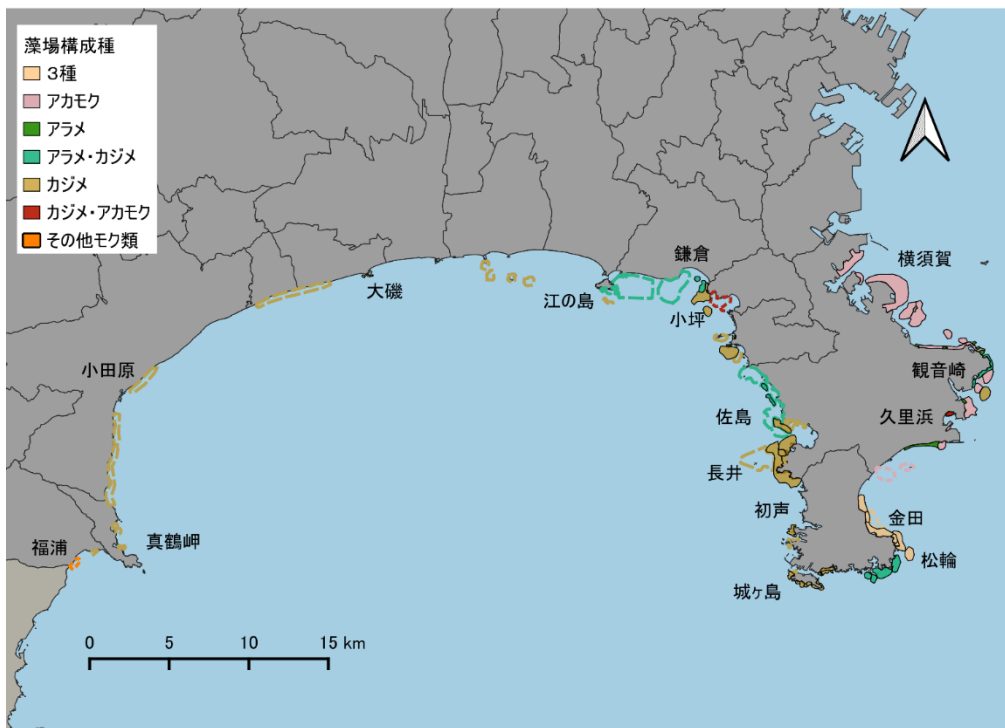 藻場構成種
３種
アカモク
アラメ
アラメ・カジメ
カジメ
カジメ・アカモク
その他モク類
鎌倉
横須賀
大磯
江の島
小坪
小田原
観音崎
佐島
久里浜
長井
初声
金田
福浦
真鶴岬
松輪
城ヶ島
0 5 10 15 km